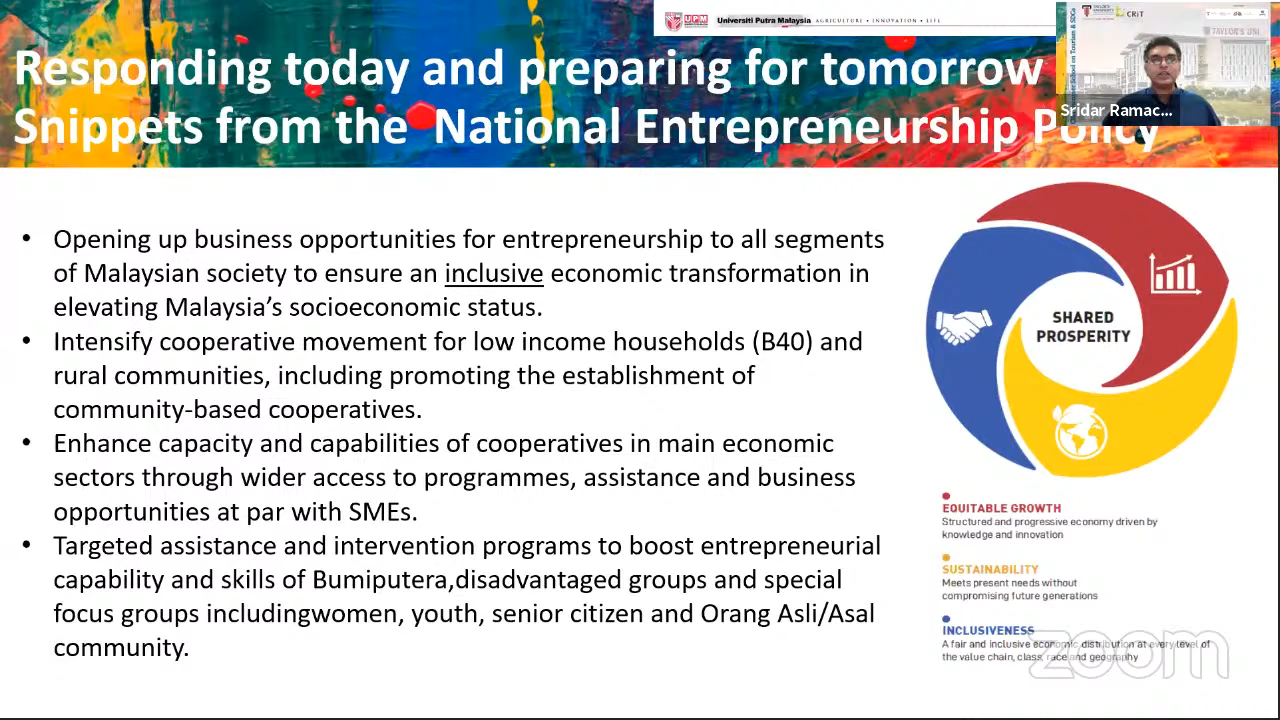 UPM
Universiti Putra Malaysia
AGRICULTURE • INNOVATION • LIFE
CRiT
School on Tourism & SDGs
TAYLOR'S UNI
Sridar Ramac...
Responding today and preparing for tomorrow
Snippets from the National Entrepreneurship Policy
• Opening up business opportunities for entrepreneurship to all segments
of Malaysian society to ensure an inclusive economic transformation in
elevating Malaysia's socioeconomic status.
• Intensify cooperative movement for low income households (B40) and
rural communities, including promoting the establishment of
community-based cooperatives.
• Enhance capacity and capabilities of cooperatives in main economic
sectors through wider access to programmes, assistance and business
opportunities at par with SMEs.
• Targeted assistance and intervention programs to boost entrepreneurial
capability and skills of Bumiputera,disadvantaged groups and special
focus groups includingwomen, youth, senior citizen and Orang Asli/Asal
community.
SHARED
PROSPERITY
EQUITABLE GROWTH
Structured and progressive economy driven by
knowledge and innovation
SUSTAINABILITY
Meets present needs without
compromising future generations
INCLUSIVENESS
A fair and inclusive economic distribution at every level of
the value chain, class, race and geography
zoom